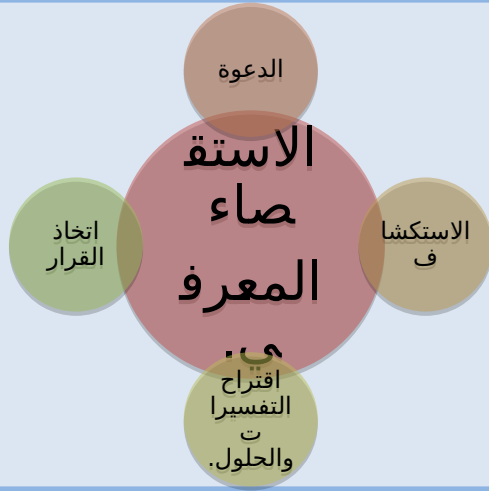 الدعوة
الاستق
صاء
المعرف
ي.
الاستكشا
ف
اقتراح
التفسيرا
ت
والحلول.
اتخاذ
القرار